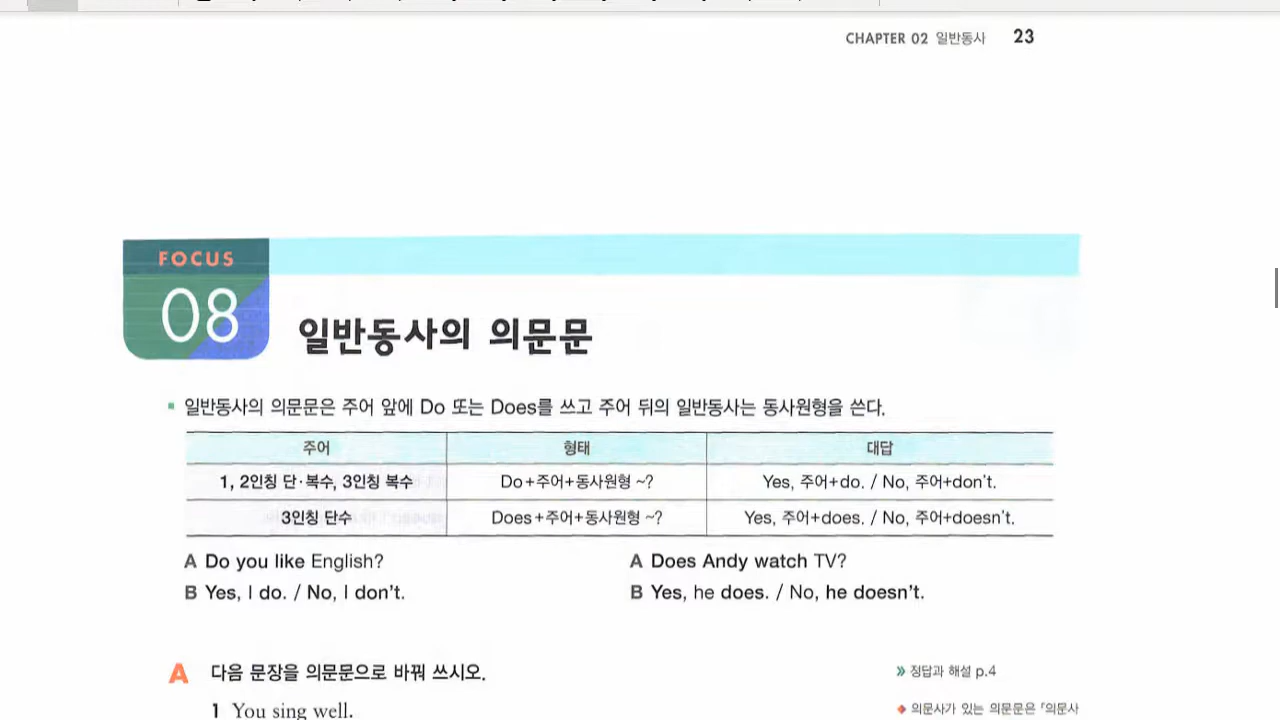 CHAPTER 02 일반동사 23
FOCUS
08
일반동사의 의문문
▪ 일반동사의 의문문은 주어 앞에 Do 또는 Does를 쓰고 주어 뒤의 일반동사는 동사원형을 쓴다.
주어 형태 대답
1, 2인칭 단·복수, 3인칭 복수 Do+주어+동사원형 ~? Yes, 주어+do. / No, 주어+don't.
3인칭 단수 Does+주어+동사원형 ~? Yes, 주어+does. / No, 주어+doesn't.
A Do you like English?
B Yes, I do. / No, I don't.
A Does Andy watch TV?
B Yes, he does. / No, he doesn't.
A 다음 문장을 의문문으로 바꿔 쓰시오.
» 정답과 해설 p.4
1 You sing well.
◆ 의문사가 있는 의문문은 「의문사